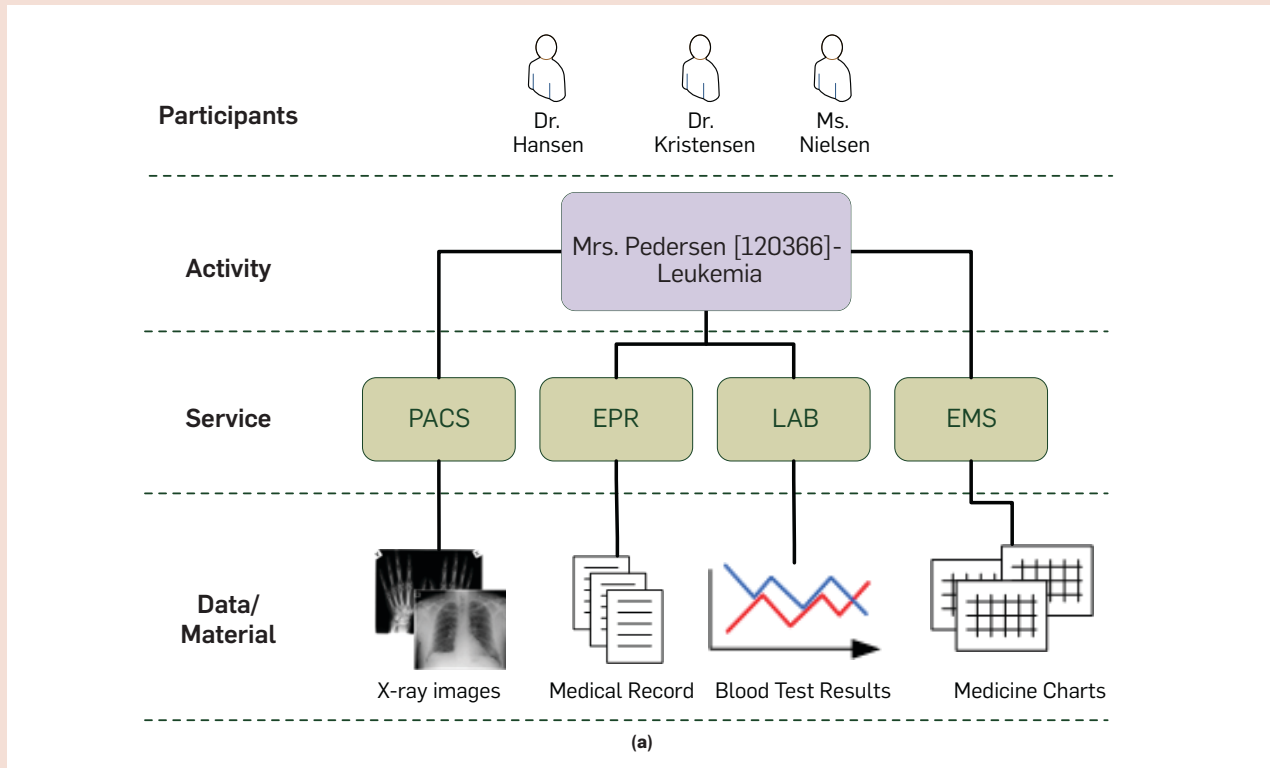 Participants
Dr.
Hansen
Dr.
Kristensen
Ms.
Nielsen
Activity
Mrs. Pedersen [120366]-
Leukemia
Service
PACS
EPR
LAB
EMS
Data/
Material
X-ray images
Medical Record
Blood Test Results
Medicine Charts
(a)